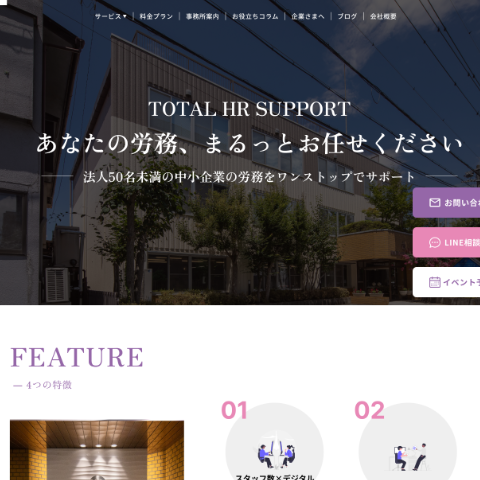 サービス▾ | 料金プラン | 事務所案内 | お役立ちコラム | 企業さまへ | ブログ | 会社概要
TOTAL HR SUPPORT
あなたの労務、まるっとお任せください
法人50名未満の中小企業の労務をワンストップでサポート
お問い合
LINE相談
イベント
FEATURE
— 4つの特徴
01
02
スタッフ数×デジタル